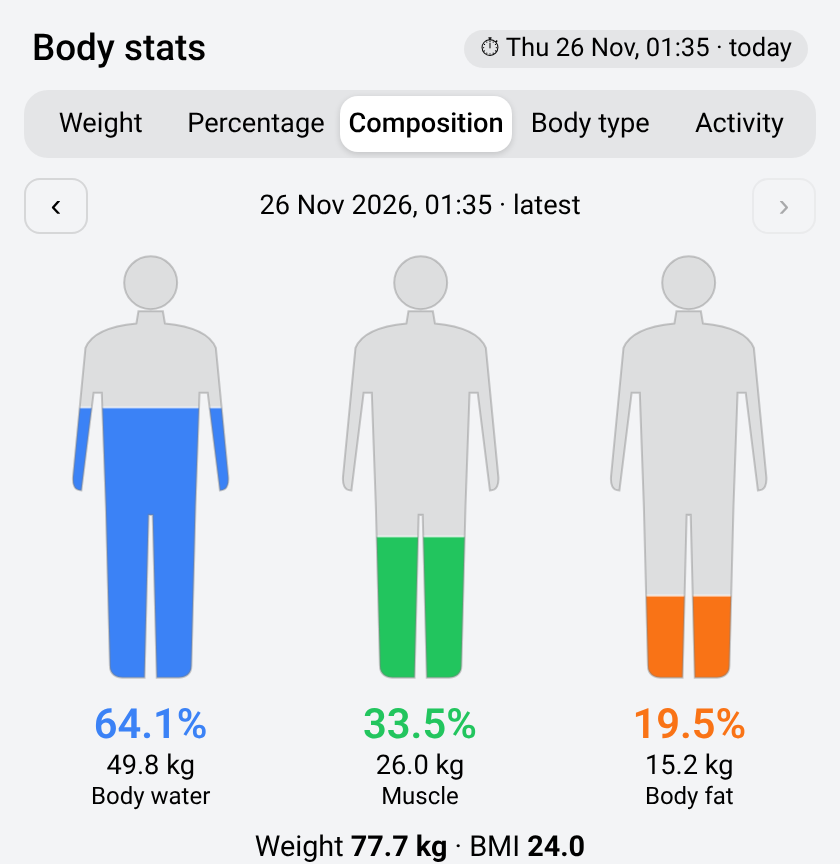 Body stats
⏱ Thu 26 Nov, 01:35 · today
Weight Percentage Composition Body type Activity
‹ 26 Nov 2026, 01:35 · latest ›
64.1% 33.5% 19.5%
49.8 kg 26.0 kg 15.2 kg
Body water Muscle Body fat
Weight 77.7 kg · BMI 24.0